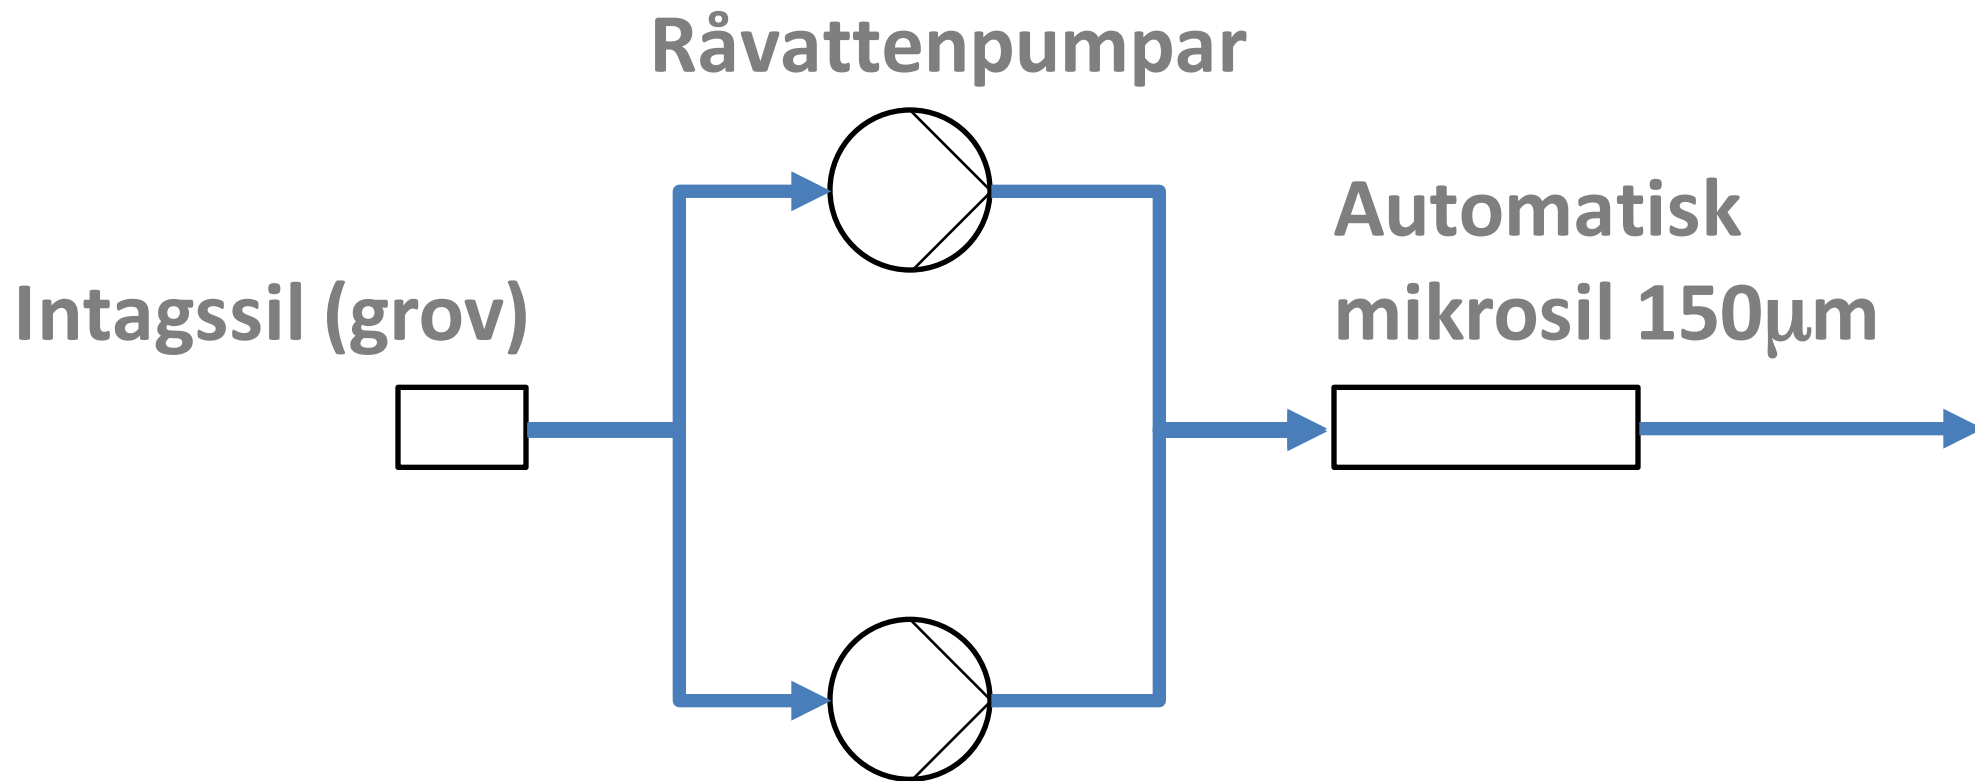 Råvattenpumpar
Intagssil (grov)
Automatisk
mikrosil 150μm